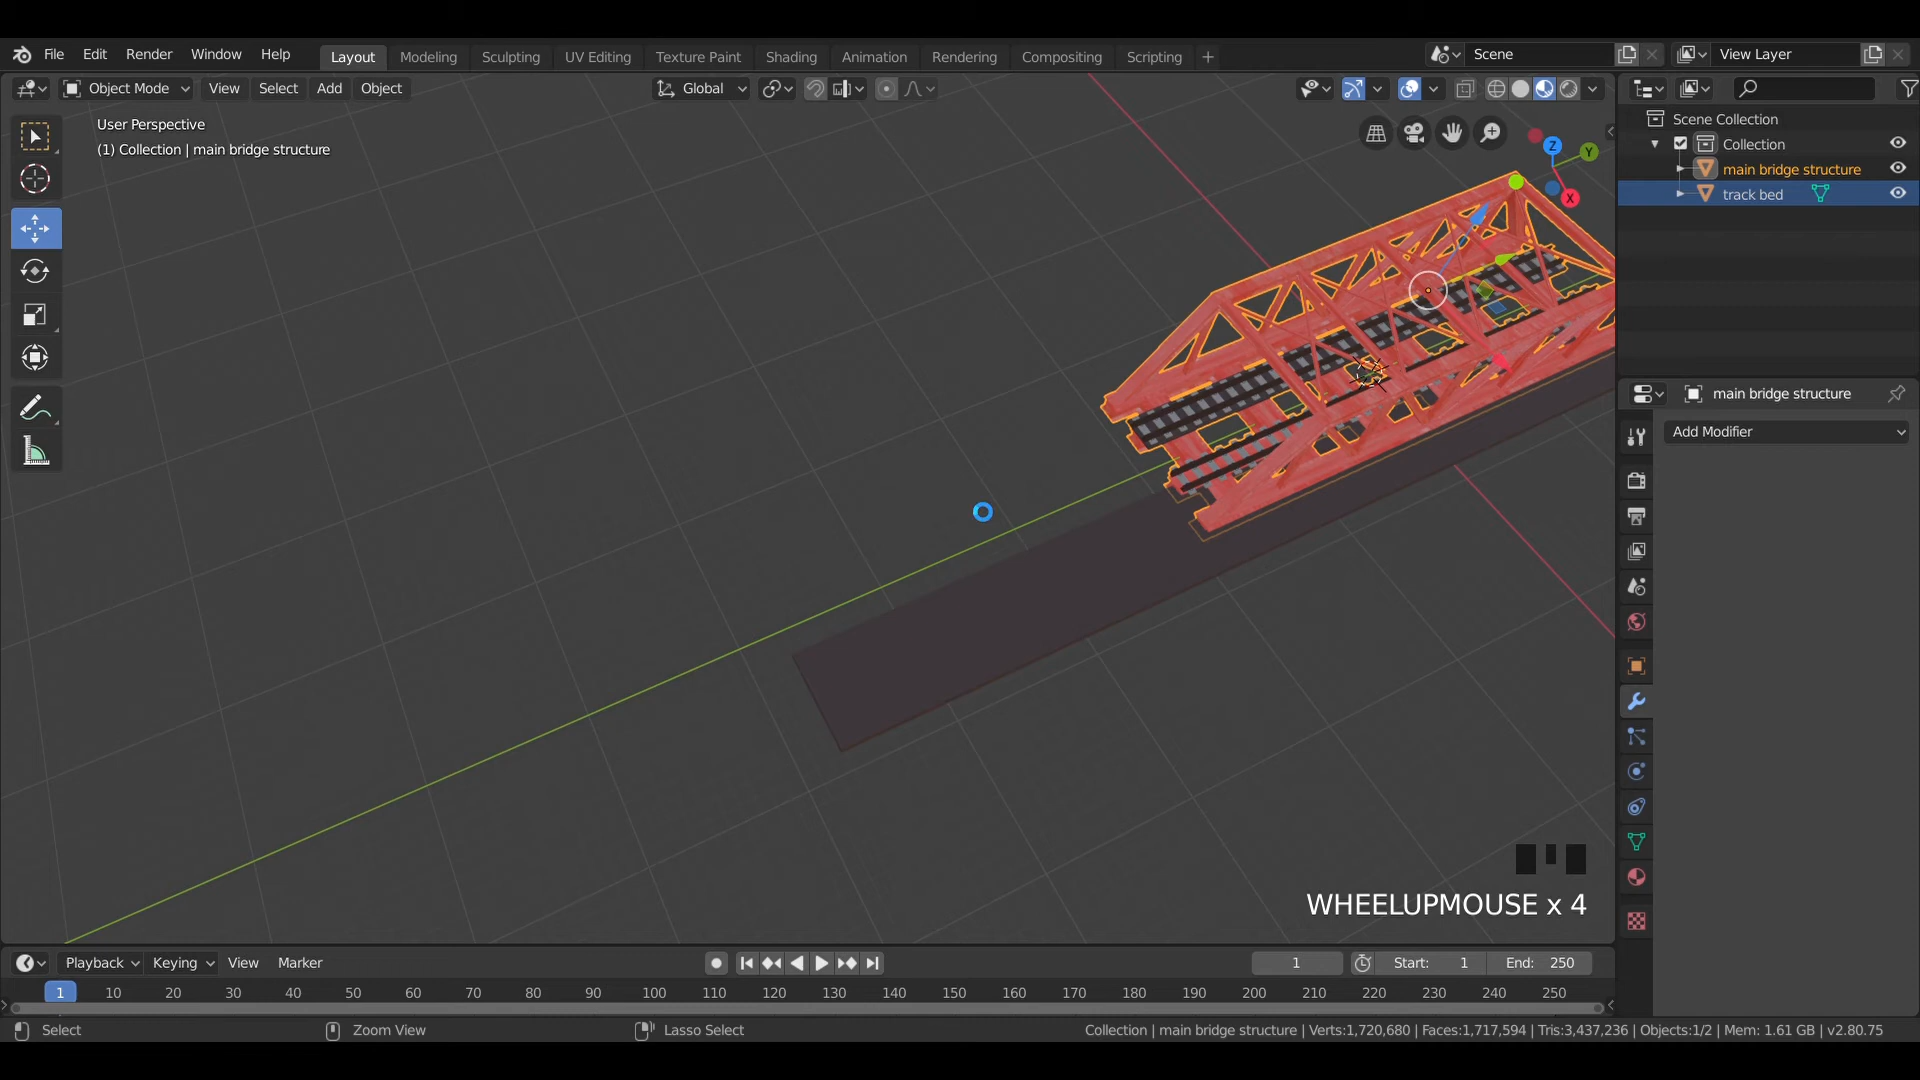 File Edit Render Window Help Layout Modeling Sculpting UV Editing Texture Paint Shading Animation Rendering Compositing Scripting + Scene View Layer
Object Mode View Select Add Object Global
User Perspective
(1) Collection | main bridge structure
Z
Y
X
Scene Collection
Collection
main bridge structure
track bed
main bridge structure
Add Modifier
WHEELUPMOUSE x 4
Playback Keying View Marker 1 Start: 1 End: 250
1 10 20 30 40 50 60 70 80 90 100 110 120 130 140 150 160 170 180 190 200 210 220 230 240 250
Select Zoom View Lasso Select Collection | main bridge structure | Verts:1,720,680 | Faces:1,717,594 | Tris:3,437,236 | Objects:1/2 | Mem: 1.61 GB | v2.80.75